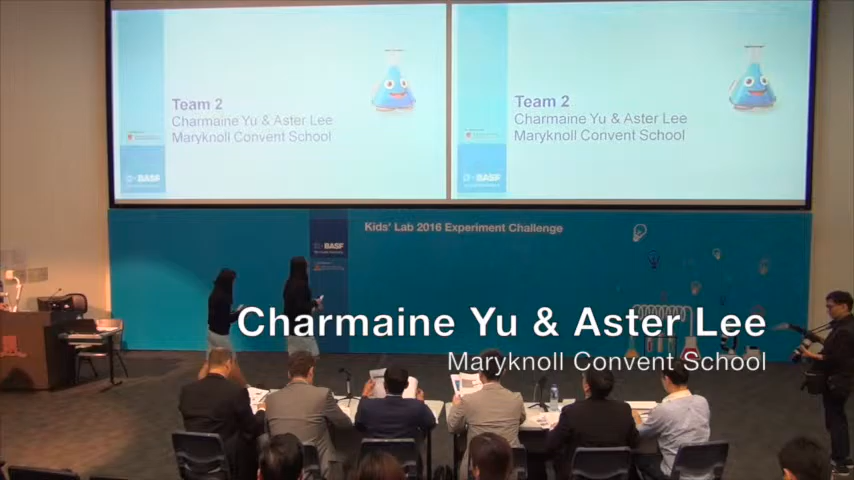 Team 2
Charmaine Yu & Aster Lee
Maryknoll Convent School
BASF
Team 2
Charmaine Yu & Aster Lee
Maryknoll Convent School
BASF
Kids' Lab 2016 Experiment Challenge
BASF
Charmaine Yu & Aster Lee
Maryknoll Convent School